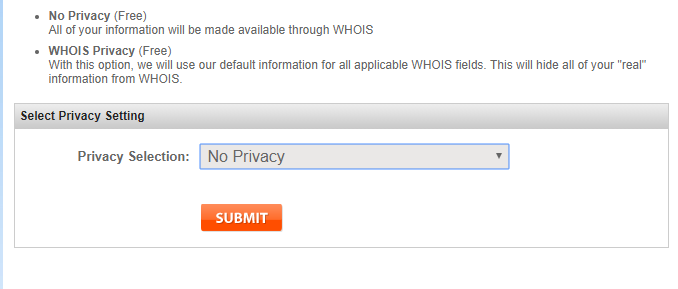 No Privacy (Free)
All of your information will be made available through WHOIS
WHOIS Privacy (Free)
With this option, we will use our default information for all applicable WHOIS fields. This will hide all of your "real"
information from WHOIS.
Select Privacy Setting
Privacy Selection: No Privacy
SUBMIT